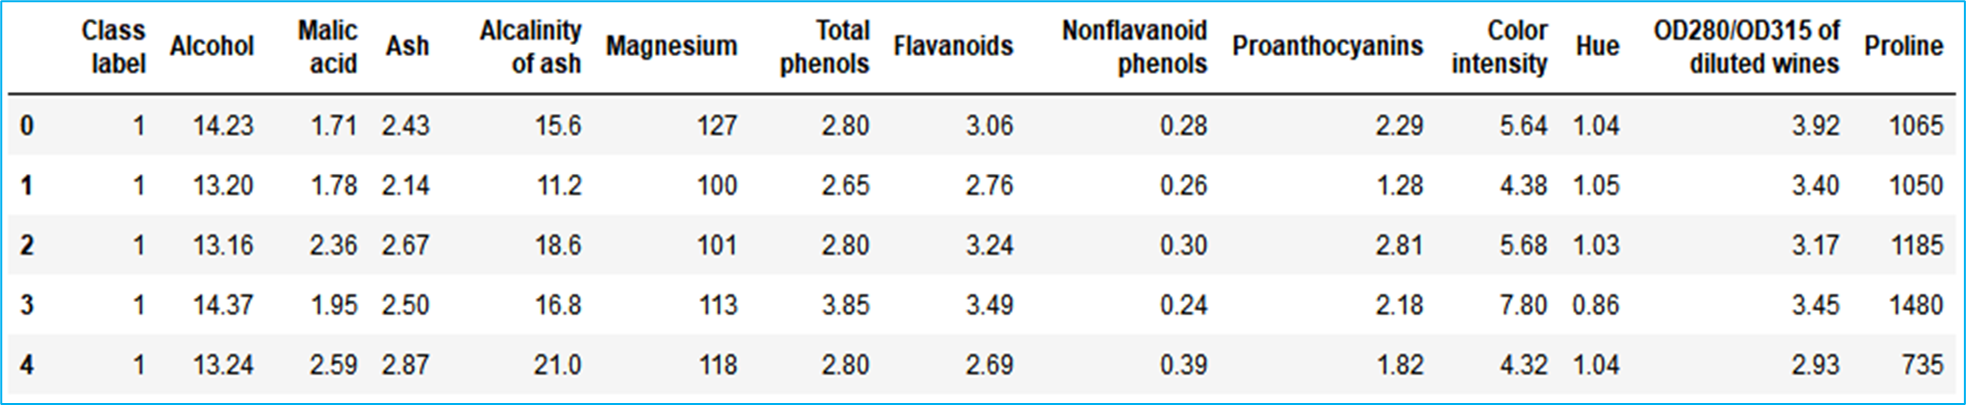 Class label Alcohol Malic acid Ash Alcalinity of ash Magnesium Total phenols Flavanoids Nonflavanoid phenols Proanthocyanins Color intensity Hue OD280/OD315 of diluted wines Proline
0 1 14.23 1.71 2.43 15.6 127 2.80 3.06 0.28 2.29 5.64 1.04 3.92 1065
1 1 13.20 1.78 2.14 11.2 100 2.65 2.76 0.26 1.28 4.38 1.05 3.40 1050
2 1 13.16 2.36 2.67 18.6 101 2.80 3.24 0.30 2.81 5.68 1.03 3.17 1185
3 1 14.37 1.95 2.50 16.8 113 3.85 3.49 0.24 2.18 7.80 0.86 3.45 1480
4 1 13.24 2.59 2.87 21.0 118 2.80 2.69 0.39 1.82 4.32 1.04 2.93 735